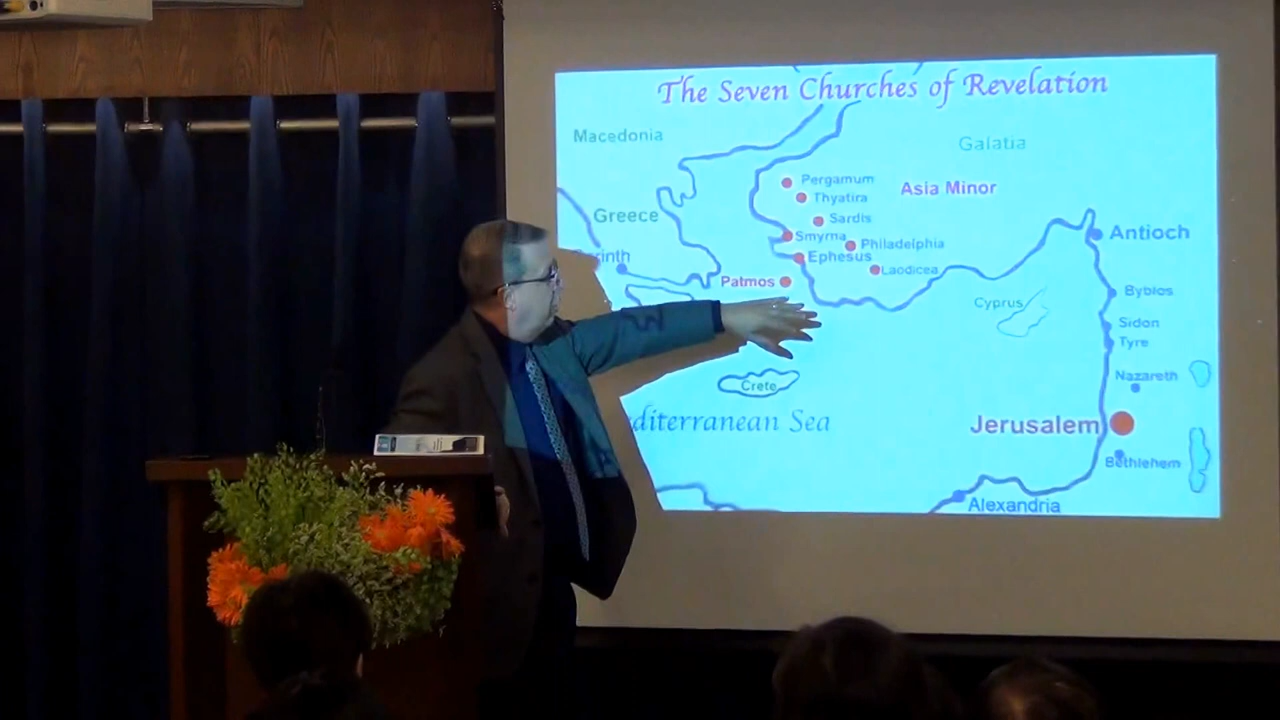 The Seven Churches of Revelation
Macedonia
Galatia
Pergamum
Asia Minor
Thyatira
Greece
Sardis
Smyrna
Antioch
Philadelphia
rinth
Ephesus
Laodicea
Patmos
Byblos
Cyprus
Sidon
Tyre
Nazareth
Crete
diterranean Sea
Jerusalem
Bethlehem
Alexandria